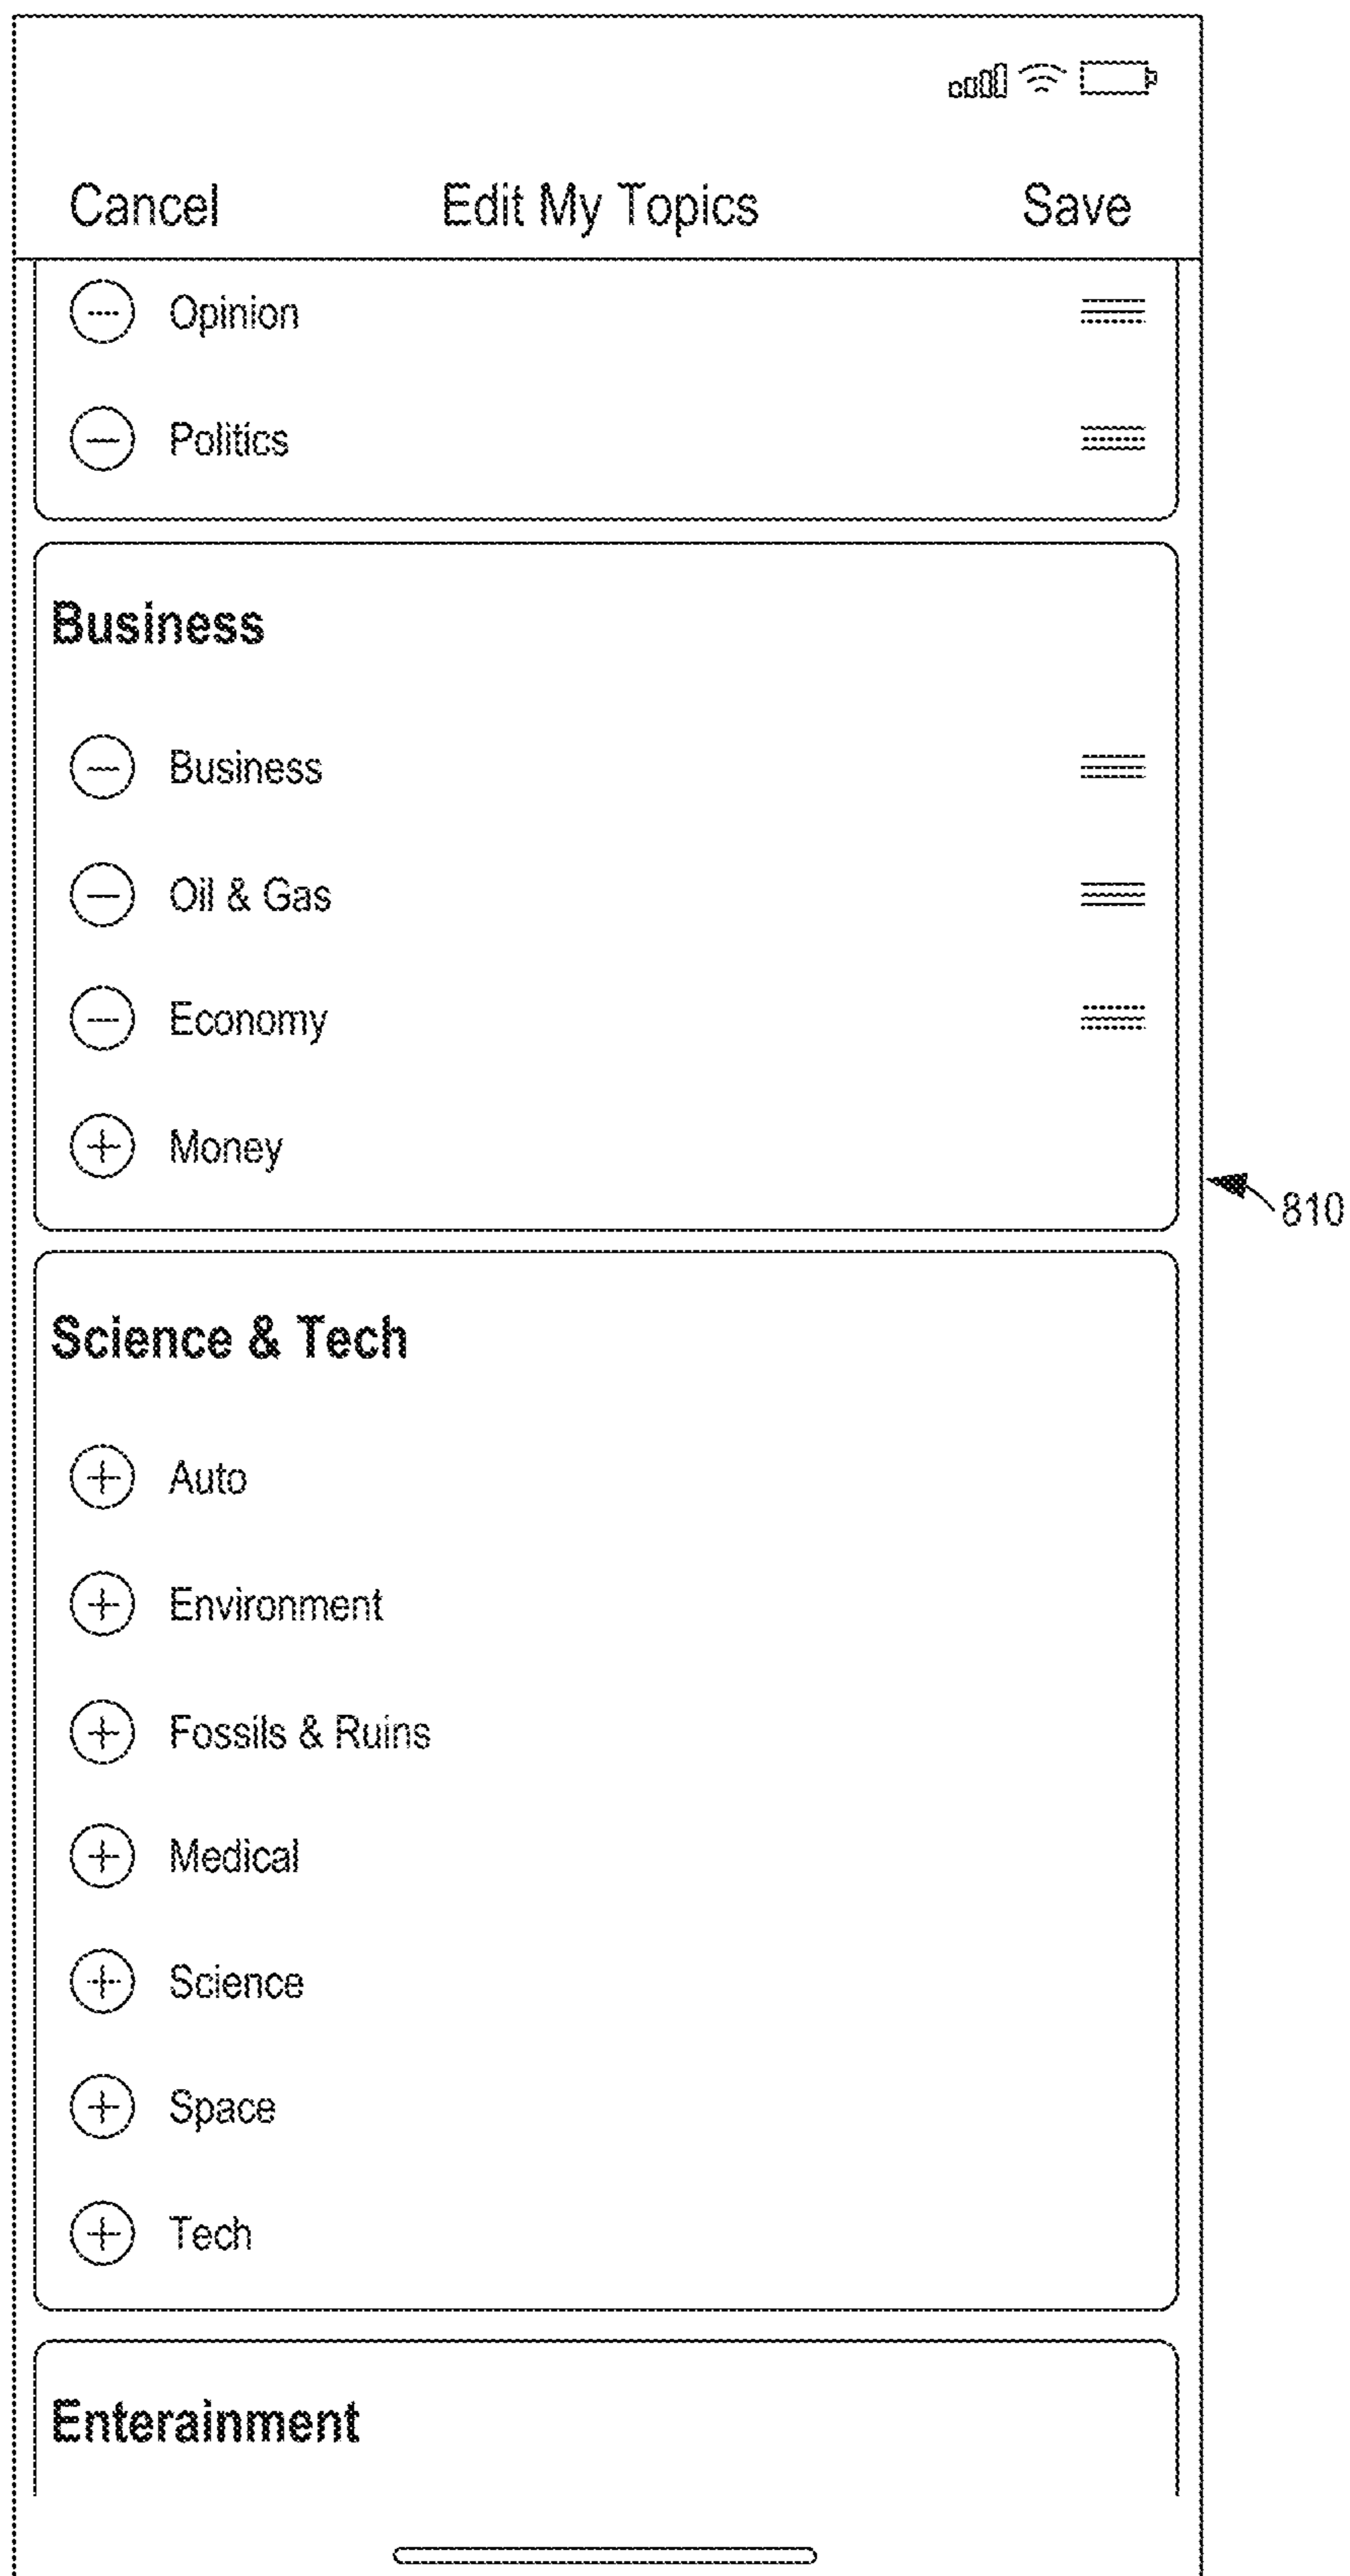 Cancel Edit My Topics Save
Opinion
Politics
Business
Business
Oil & Gas
Economy
Money
810
Science & Tech
Auto
Environment
Fossils & Ruins
Medical
Science
Space
Tech
Enterainment